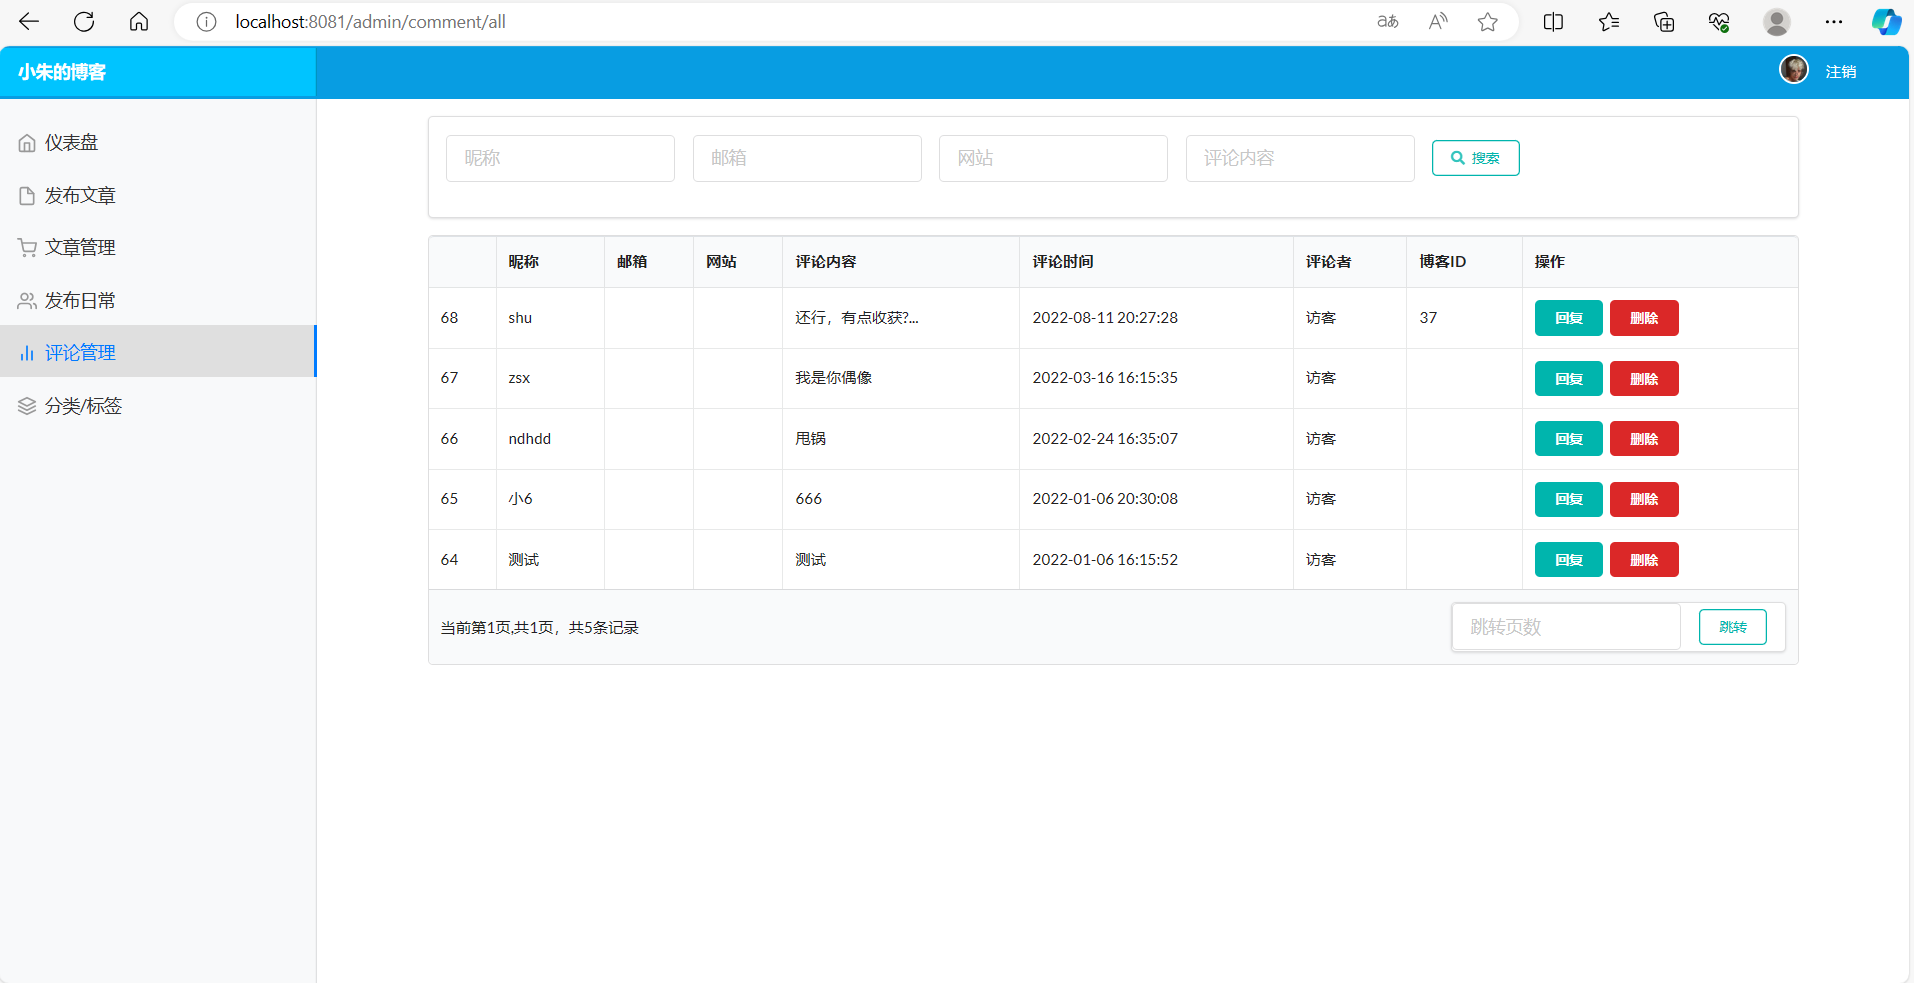 localhost:8081/admin/comment/all
小朱的博客
注销
仪表盘
发布文章
文章管理
发布日常
评论管理
分类/标签
昵称 邮箱 网站 评论内容 搜索
昵称 邮箱 网站 评论内容 评论时间 评论者 博客ID 操作
68 shu 还行，有点收获?... 2022-08-11 20:27:28 访客 37 回复 删除
67 zsx 我是你偶像 2022-03-16 16:15:35 访客 回复 删除
66 ndhdd 甩锅 2022-02-24 16:35:07 访客 回复 删除
65 小6 666 2022-01-06 20:30:08 访客 回复 删除
64 测试 测试 2022-01-06 16:15:52 访客 回复 删除
当前第1页,共1页，共5条记录 跳转页数 跳转